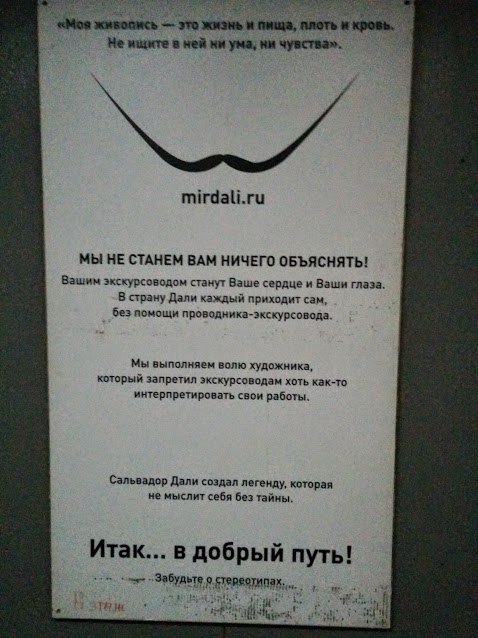 «Моя живопись — это жизнь и пища, плоть и кровь.
Не ищите в ней ни ума, ни чувства».
mirdali.ru
МЫ НЕ СТАНЕМ ВАМ НИЧЕГО ОБЪЯСНЯТЬ!
Вашим экскурсоводом станут Ваше сердце и Ваши глаза.
В страну Дали каждый приходит сам,
без помощи проводника-экскурсовода.
Мы выполняем волю художника,
который запретил экскурсоводам хоть как-то
интерпретировать свои работы.
Сальвадор Дали создал легенду, которая
не мыслит себя без тайны.
Итак... в добрый путь!
Забудьте о стереотипах.